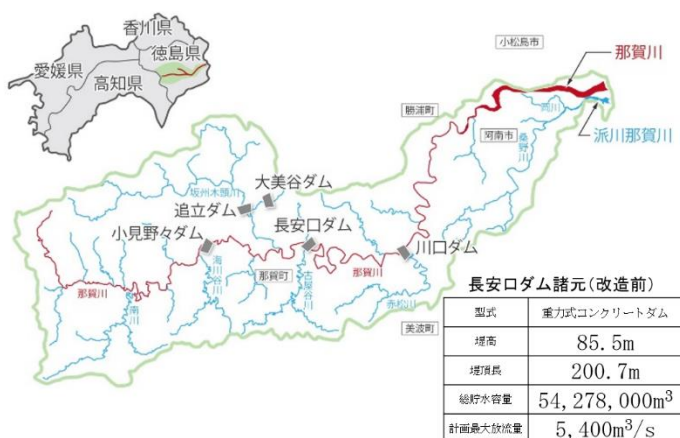 香川県
徳島県
愛媛県
高知県
小松島市
那賀川
勝浦町
岡川
派川那賀川
阿南市
桑野川
大美谷ダム
坂州木頭川
追立ダム
長安口ダム
小見野々ダム
川口ダム
海川谷川
那賀町
那賀川
古屋谷川
那賀川
南川
赤松川
美波町
長安口ダム諸元(改造前)
型式 重力式コンクリートダム
堤高 85.5m
堤頂長 200.7m
総貯水容量 54,278,000m³
計画最大放流量 5,400m³/s